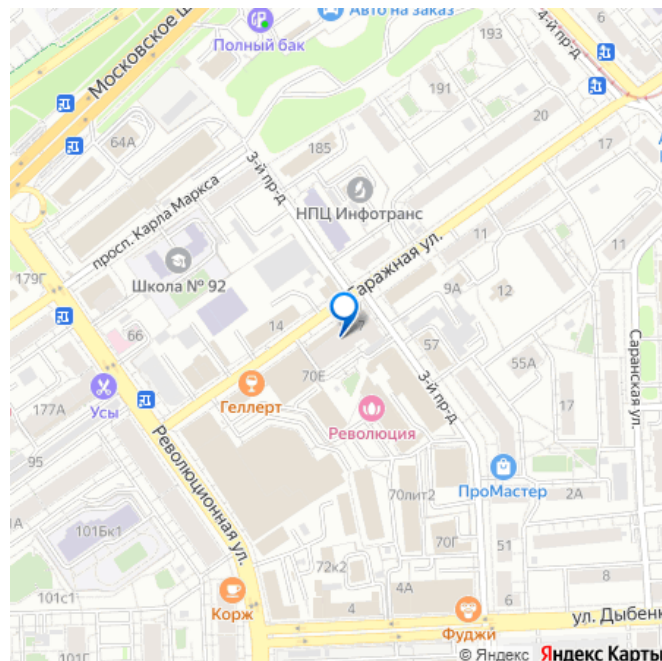 Авто на заказ
6
193
Полный бак
4-й пр-д
Московское ш
191
20
17
64А
185
3-й пр-д
НПЦ Инфотранс
просп. Карла Маркса
11
Гаражная ул.
11
Школа № 92
179Г
9А
12
66
14
57
Саранская ул.
55А
70Е
Усы
Геллерт
3-й пр-д
17
177А
Революция
95
Революционная ул.
ПроМастер
70лит2
2А
1А
101Бк1
70Г
51
72к2
101с1
4А
8
Корж
4
6
ул. Дыбенк
Фуджи
101Г
© Яндекс Яндекс Карты